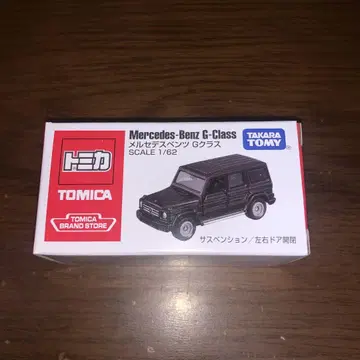 Mercedes-Benz G-Class
メルセデスベンツ Gクラス
SCALE 1/62
TAKARA
TOMY
トミカ
TOMICA
TOMICA
BRAND STORE
サスペンション／左右ドア開閉